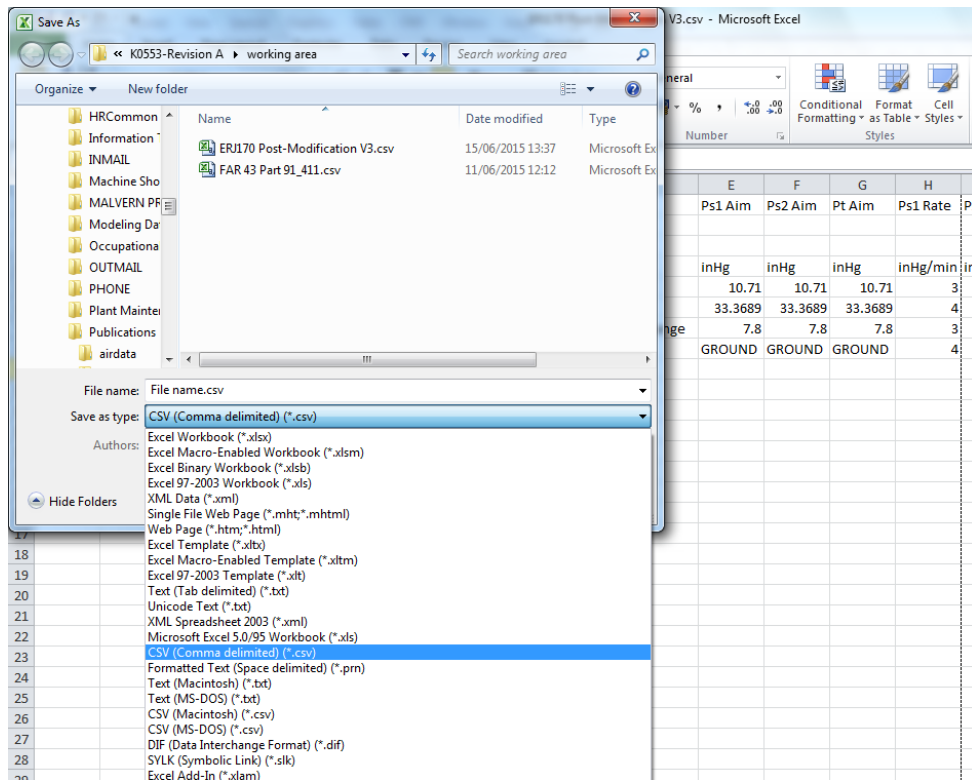 Save As
V3.csv - Microsoft Excel
« K0553-Revision A ▸ working area
Search working area
Organize
New folder
HRCommon
Information
INMAIL
Machine Sho
MALVERN PR
Modeling Da
Occupationa
OUTMAIL
PHONE
Plant Mainte
Publications
airdata
Name
Date modified
Type
ERJ170 Post-Modification V3.csv
15/06/2015 13:37
Microsoft Ex
FAR 43 Part 91_411.csv
11/06/2015 12:12
Microsoft Ex
File name: File name.csv
Save as type: CSV (Comma delimited) (*.csv)
Authors:
Hide Folders
Excel Workbook (*.xlsx)
Excel Macro-Enabled Workbook (*.xlsm)
Excel Binary Workbook (*.xlsb)
Excel 97-2003 Workbook (*.xls)
XML Data (*.xml)
Single File Web Page (*.mht;*.mhtml)
Web Page (*.htm;*.html)
Excel Template (*.xltx)
Excel Macro-Enabled Template (*.xltm)
Excel 97-2003 Template (*.xlt)
Text (Tab delimited) (*.txt)
Unicode Text (*.txt)
XML Spreadsheet 2003 (*.xml)
Microsoft Excel 5.0/95 Workbook (*.xls)
CSV (Comma delimited) (*.csv)
Formatted Text (Space delimited) (*.prn)
Text (Macintosh) (*.txt)
Text (MS-DOS) (*.txt)
CSV (Macintosh) (*.csv)
CSV (MS-DOS) (*.csv)
DIF (Data Interchange Format) (*.dif)
SYLK (Symbolic Link) (*.slk)
Excel Add-In (*.xlam)
neral
% , .00 .00
Number
Conditional Formatting
Format as Table
Cell Styles
Styles
E F G H
Ps1 Aim Ps2 Aim Pt Aim Ps1 Rate P
inHg inHg inHg inHg/min in
10.71 10.71 10.71 3
33.3689 33.3689 33.3689 4
nge 7.8 7.8 7.8 3
GROUND GROUND GROUND 4
17
18
19
20
21
22
23
24
25
26
27
28
29